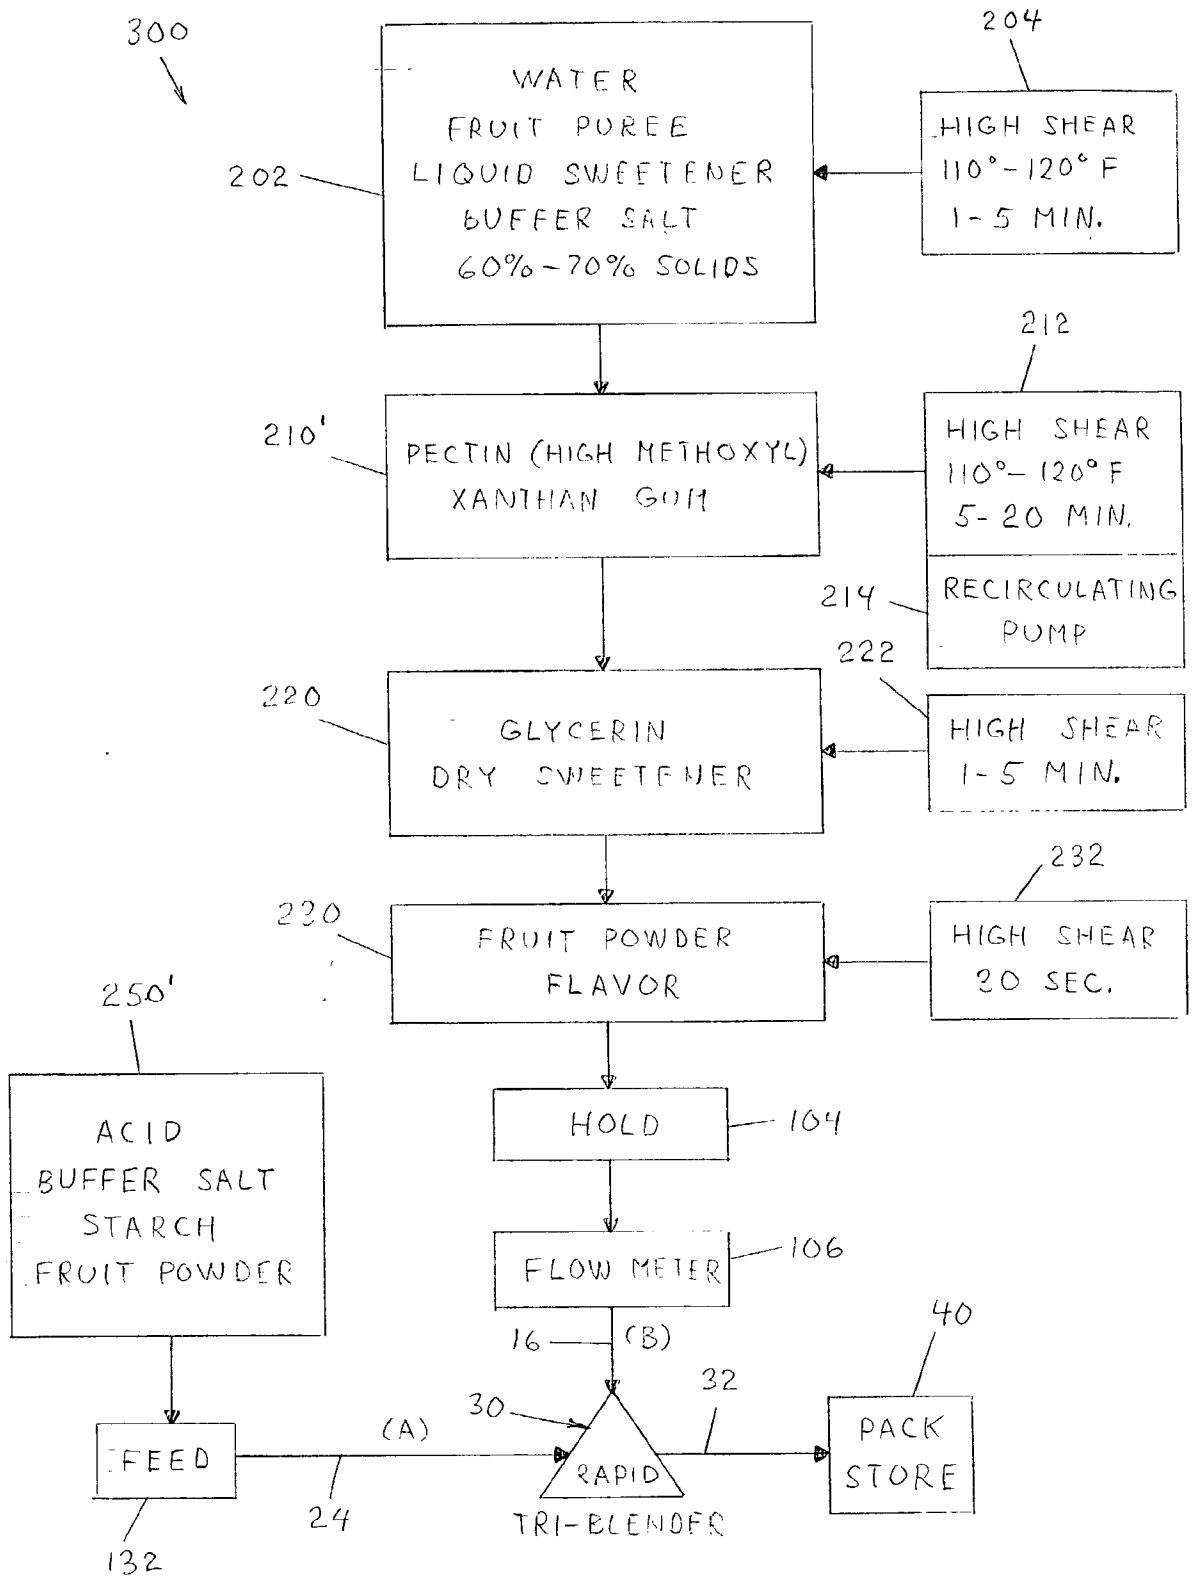 300
204
WATER
FRUIT PUREE
LIQUID SWEETENER
BUFFER SALT
60%-70% SOLIDS
202
HIGH SHEAR
110°-120° F
1-5 MIN.
212
210'
PECTIN (HIGH METHOXYL)
XANTHAN GUM
HIGH SHEAR
110°-120° F
5-20 MIN.
214
RECIRCULATING
PUMP
222
220
GLYCERIN
DRY SWEETENER
HIGH SHEAR
1-5 MIN.
232
230
FRUIT POWDER
FLAVOR
HIGH SHEAR
30 SEC.
250'
ACID
BUFFER SALT
STARCH
FRUIT POWDER
HOLD
104
FLOW METER
106
16
(B)
40
30
32
(A)
FEED
RAPID
PACK
STORE
24
TRI-BLENDER
132